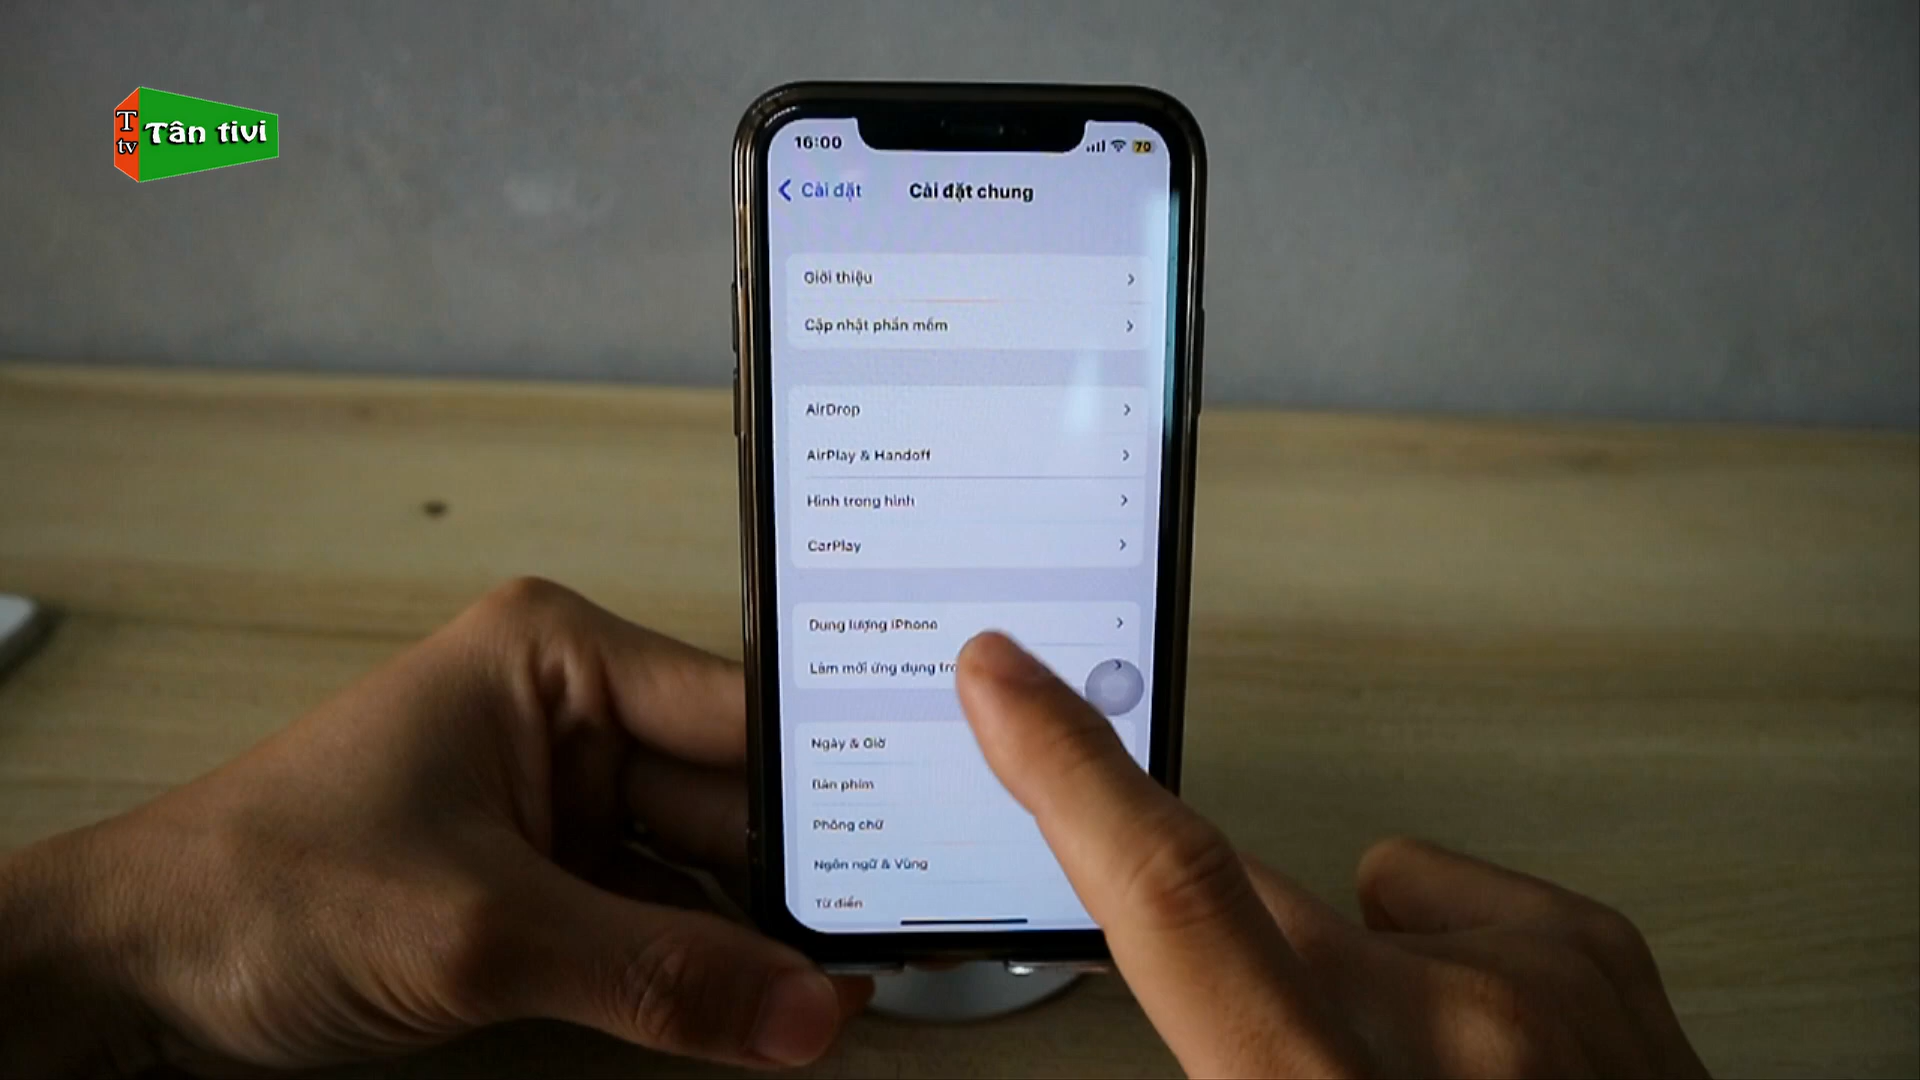 T
tv
Tân tivi
16:00
70
Cài đặt
Cài đặt chung
Giới thiệu
Cập nhật phần mềm
AirDrop
AirPlay & Handoff
Hình trong hình
CarPlay
Dung lượng iPhone
Làm mới ứng dụng tro
Ngày & Giờ
Bàn phím
Phông chữ
Ngôn ngữ & Vùng
Từ điển